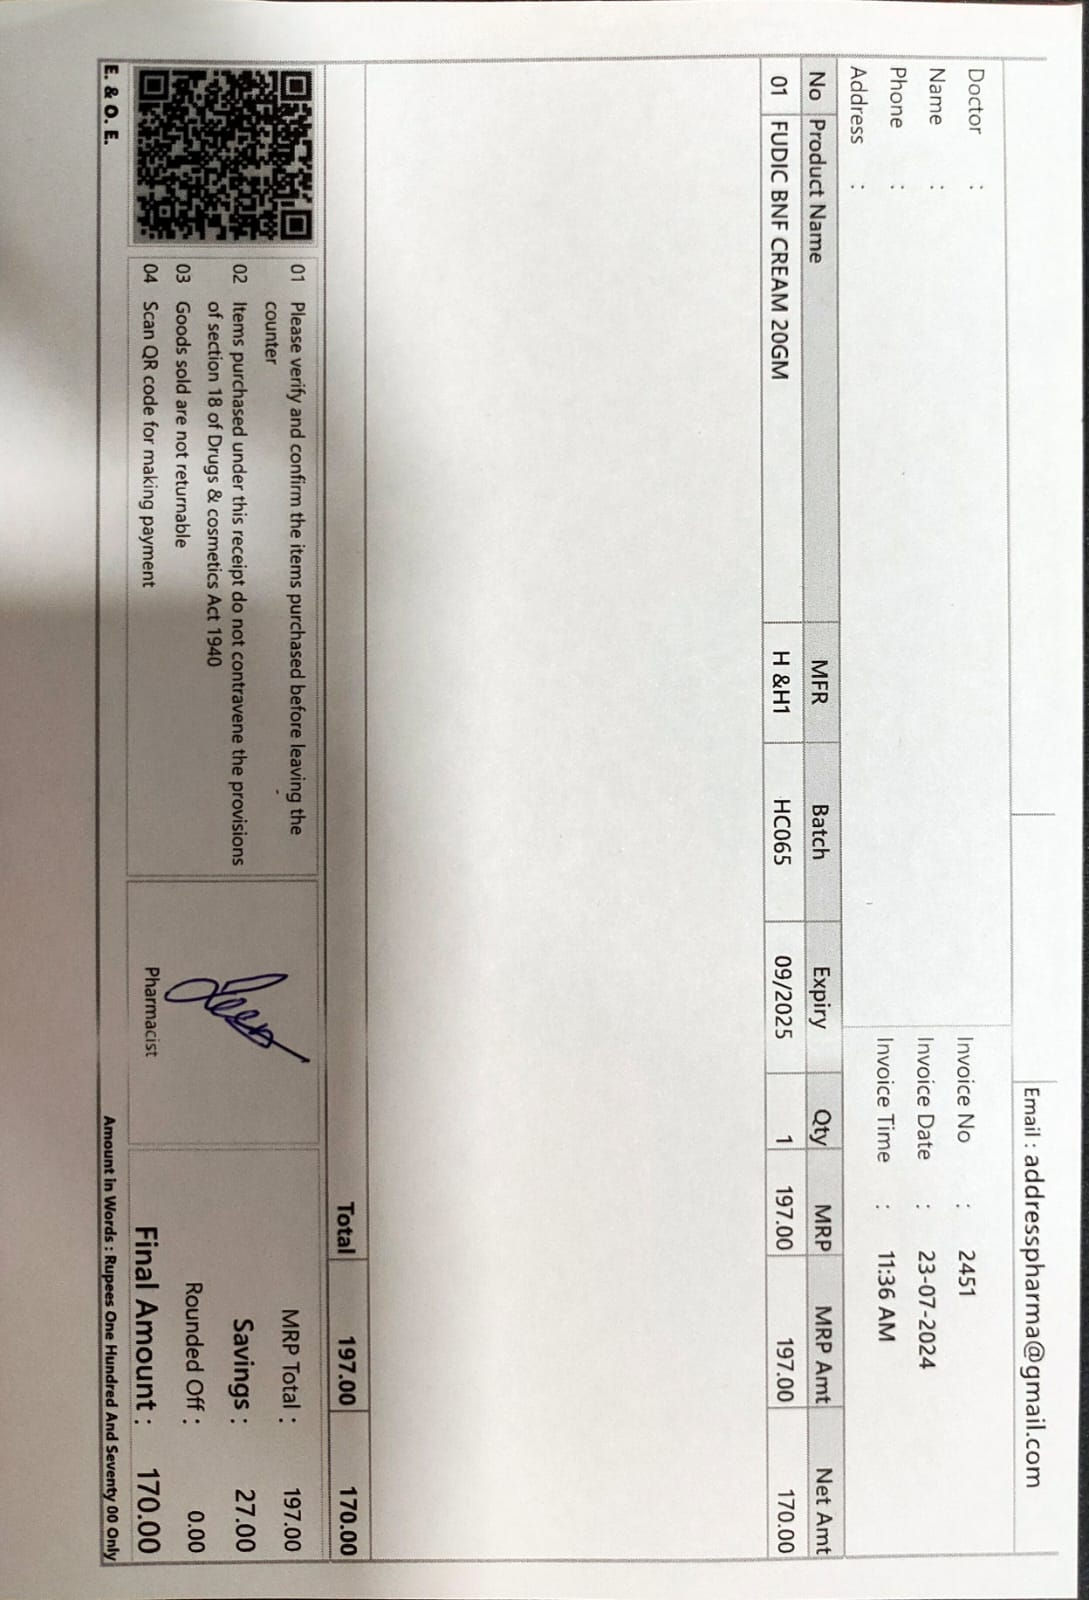 Email : addresspharma@gmail.com
Doctor :
Name :
Phone :
Address :
Invoice No : 2451
Invoice Date : 23-07-2024
Invoice Time : 11:36 AM
No Product Name MFR Batch Expiry Qty MRP MRP Amt Net Amt
01 FUDIC BNF CREAM 20GM H &H1 HC065 09/2025 1 197.00 197.00 170.00
Total 197.00 170.00
01 Please verify and confirm the items purchased before leaving the
counter
02 Items purchased under this receipt do not contravene the provisions
of section 18 of Drugs & cosmetics Act 1940
03 Goods sold are not returnable
04 Scan QR code for making payment
Pharmacist
MRP Total : 197.00
Savings : 27.00
Rounded Off : 0.00
Final Amount : 170.00
E. & O. E.
Amount in Words : Rupees One Hundred And Seventy 00 Only